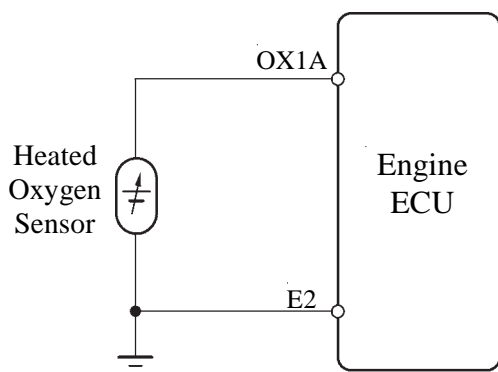 OX1A
Heated
Oxygen
Sensor
Engine
ECU
E2